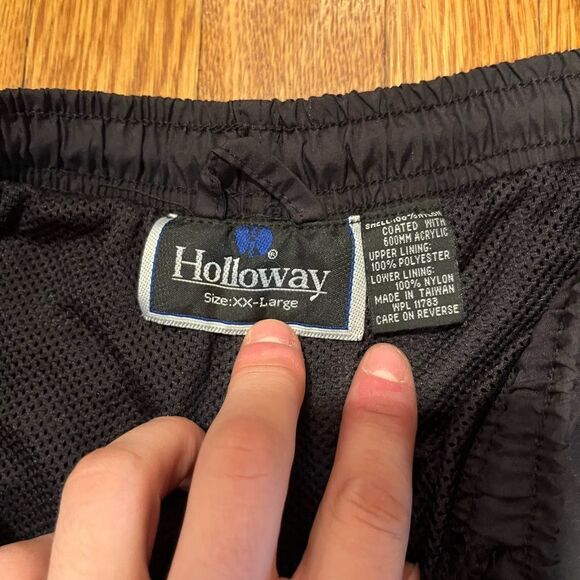 Holloway®
Size:XX-Large
SHELL:100% NYLON
COATED WITH
600MM ACRYLIC
UPPER LINING:
100% POLYESTER
LOWER LINING:
100% NYLON
MADE IN TAIWAN
WPL 11783
CARE ON REVERSE